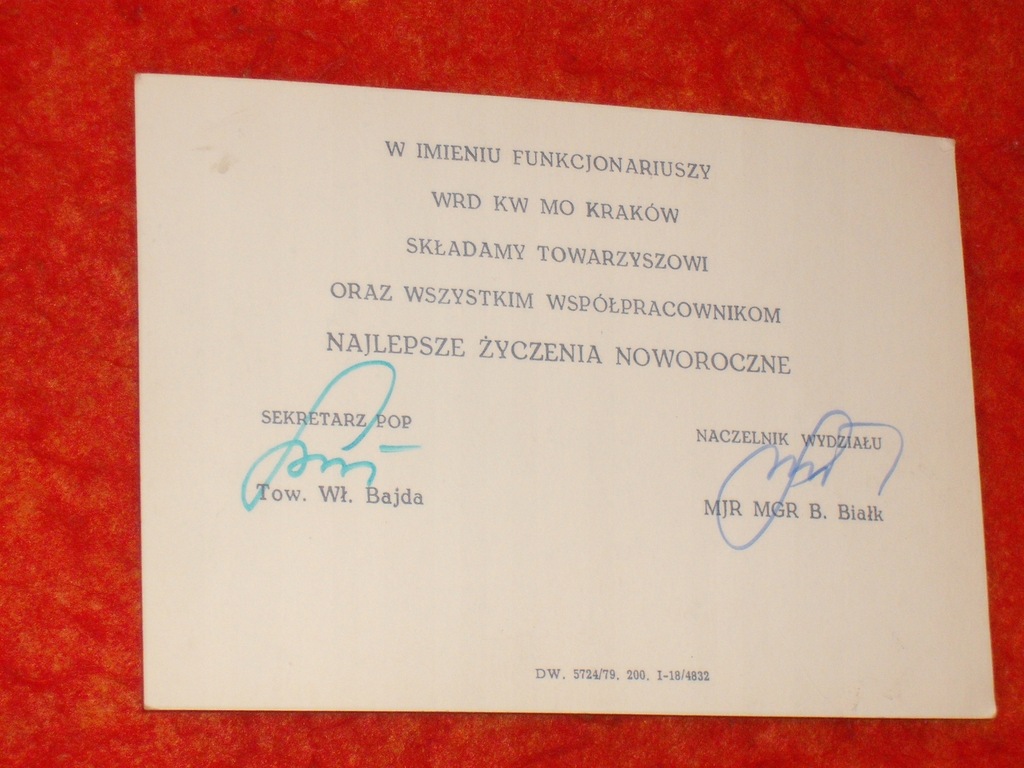 W IMIENIU FUNKCJONARIUSZY
WRD KW MO KRAKÓW
SKŁADAMY TOWARZYSZOWI
ORAZ WSZYSTKIM WSPÓŁPRACOWNIKOM
NAJLEPSZE ŻYCZENIA NOWOROCZNE
SEKRETARZ POP
Tow. Wł. Bajda
NACZELNIK WYDZIAŁU
MJR MGR B. Białk
DW. 5724/79. 200. I-18/4832